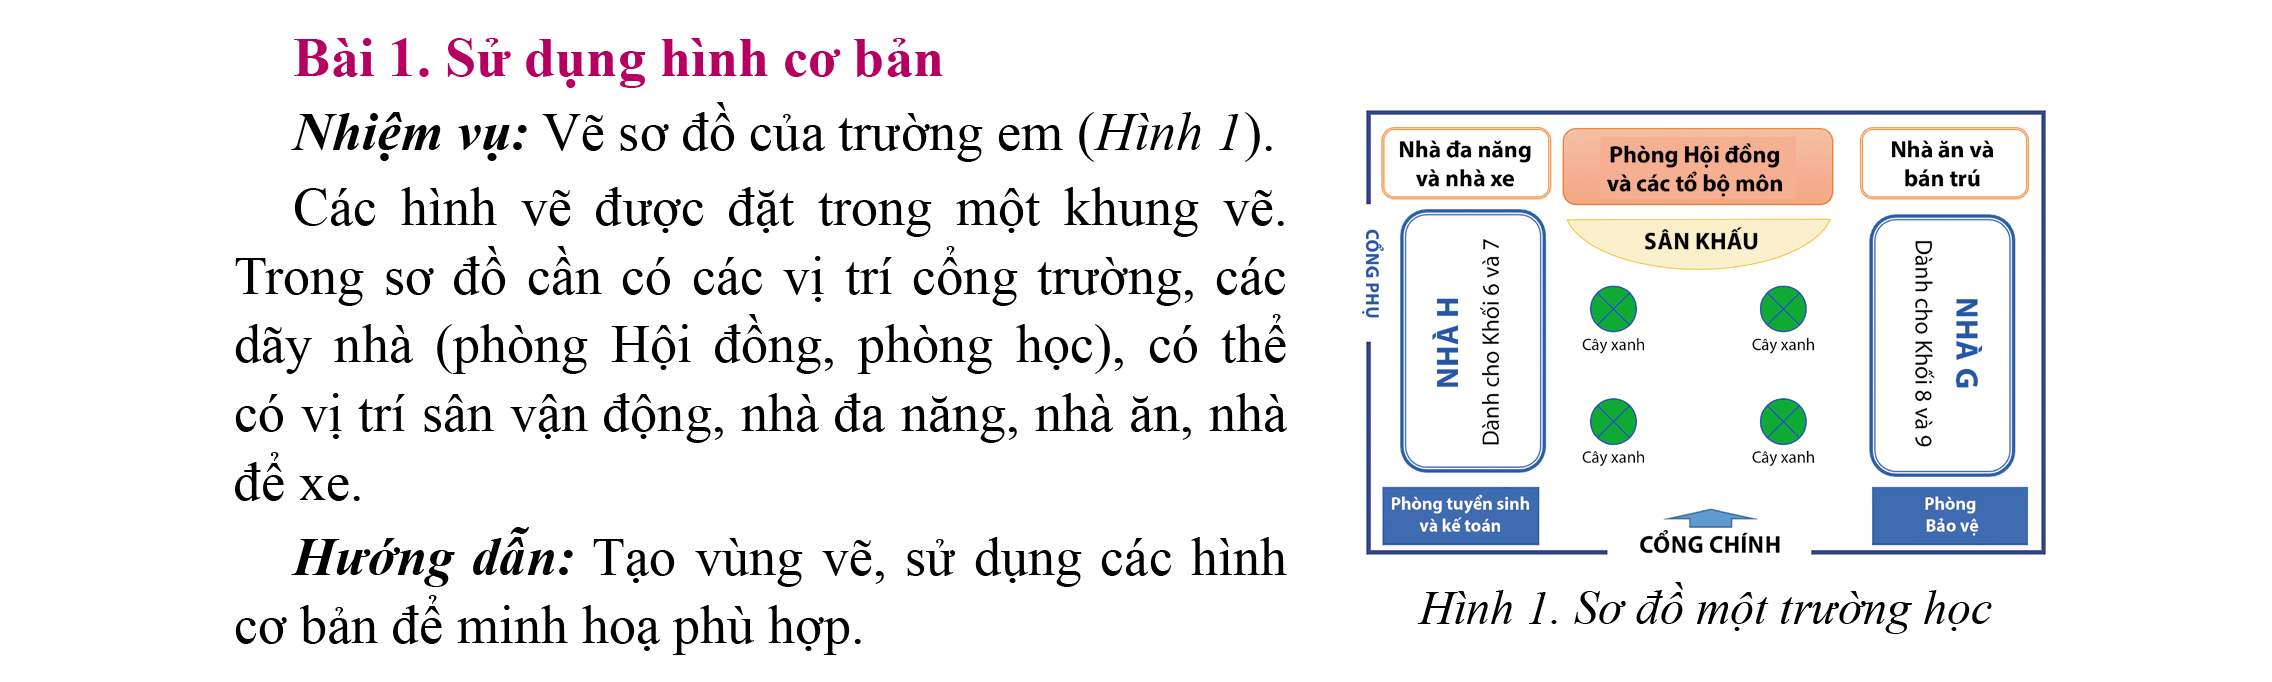 Bài 1. Sử dụng hình cơ bản
Nhiệm vụ: Vẽ sơ đồ của trường em (Hình 1).
Các hình vẽ được đặt trong một khung vẽ.
Trong sơ đồ cần có các vị trí cổng trường, các
dãy nhà (phòng Hội đồng, phòng học), có thể
có vị trí sân vận động, nhà đa năng, nhà ăn, nhà
để xe.
Hướng dẫn: Tạo vùng vẽ, sử dụng các hình
cơ bản để minh hoạ phù hợp.
Nhà đa năng
và nhà xe
Phòng Hội đồng
và các tổ bộ môn
Nhà ăn và
bán trú
CỔNG PHỤ
NHÀ H
Dành cho Khối 6 và 7
SÂN KHẤU
Cây xanh
Cây xanh
Cây xanh
Cây xanh
NHÀ G
Dành cho Khối 8 và 9
Phòng tuyển sinh
và kế toán
CỔNG CHÍNH
Phòng
Bảo vệ
Hình 1. Sơ đồ một trường học